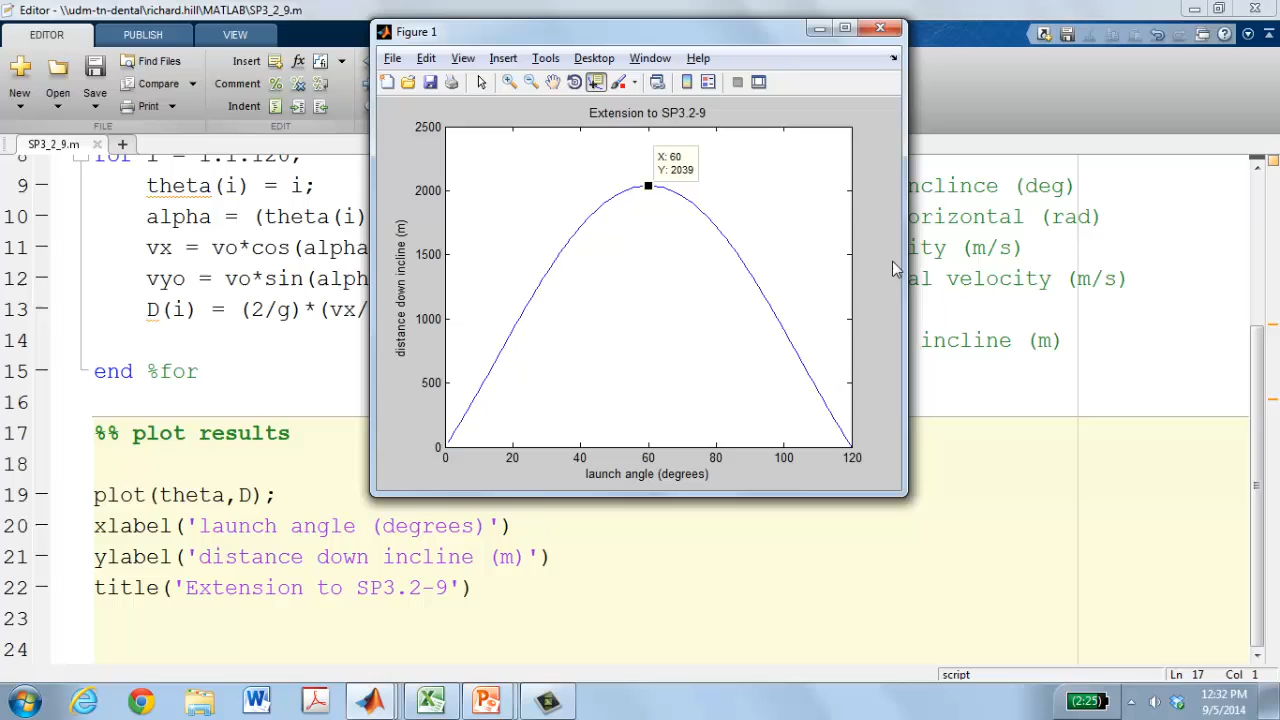 Editor - \\udm-tn-dental\richard.hill\MATLAB\SP3_2_9.m
EDITOR PUBLISH VIEW
New Open Save
Find Files
Compare
Print
Insert
Comment
Indent
FILE EDIT
SP3_2_9.m
Figure 1
File Edit View Insert Tools Desktop Window Help
Extension to SP3.2-9
X: 60
Y: 2039
2500
2000
1500
1000
500
0
distance down incline (m)
0 20 40 60 80 100 120
launch angle (degrees)
9 theta(i) = i; inclince (deg)
10 alpha = (theta(i) orizontal (rad)
11 vx = vo*cos(alpha ity (m/s)
12 vyo = vo*sin(alph al velocity (m/s)
13 D(i) = (2/g)*(vx/
14 incline (m)
15 end %for
16
17 %% plot results
18
19 plot(theta,D);
20 xlabel('launch angle (degrees)')
21 ylabel('distance down incline (m)')
22 title('Extension to SP3.2-9')
23
24
script Ln 17 Col 1
(2:25)
12:32 PM
9/5/2014